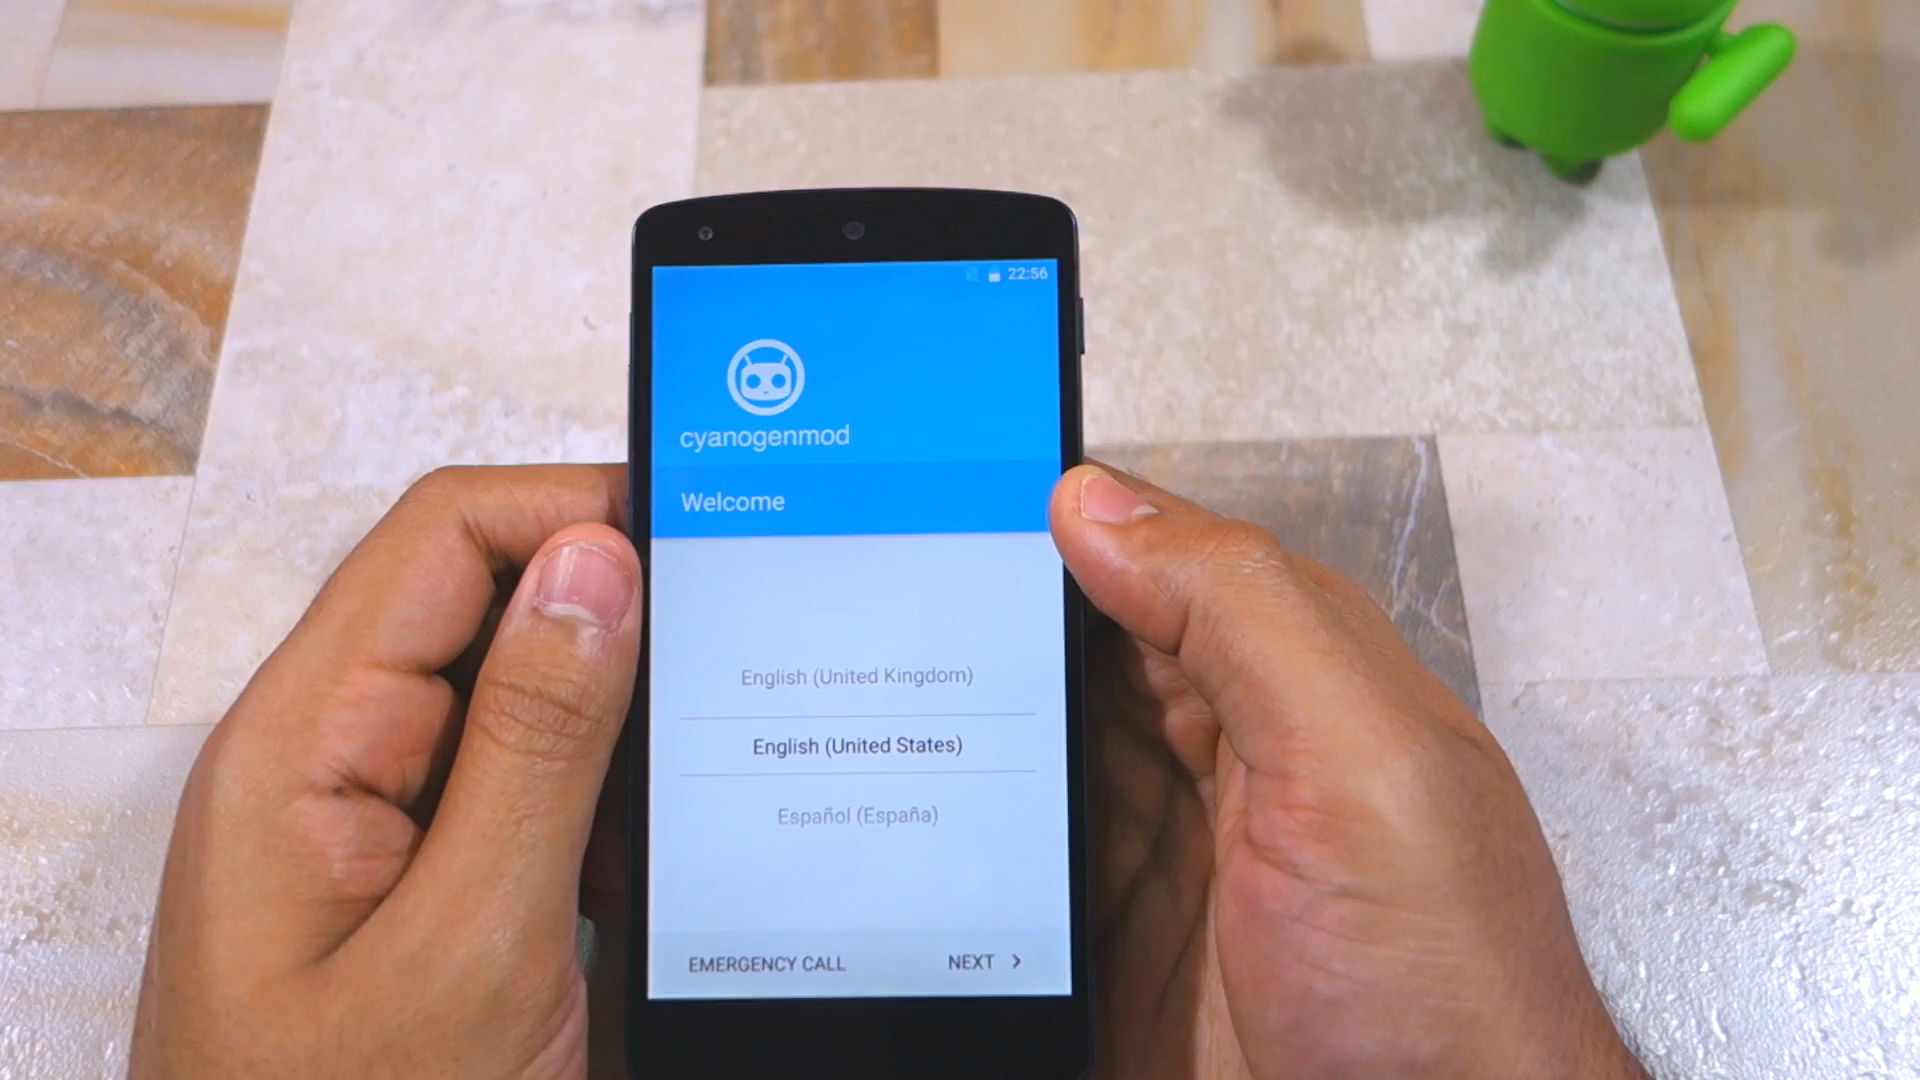 22:56
cyanogenmod
Welcome
English (United Kingdom)
English (United States)
Español (España)
EMERGENCY CALL
NEXT >